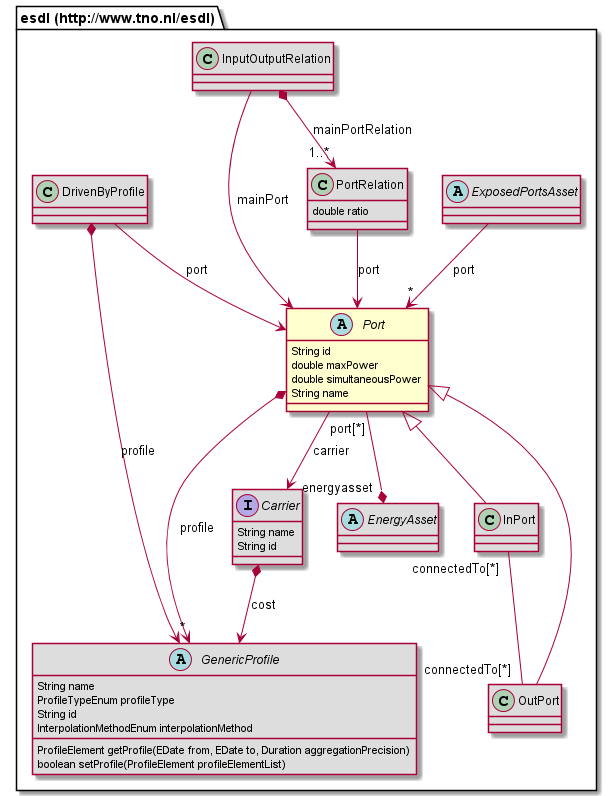 esdl (http://www.tno.nl/esdl)
C InputOutputRelation
mainPortRelation
1..*
C DrivenByProfile
C PortRelation
double ratio
A ExposedPortsAsset
mainPort
port
port
port
*
A Port
String id
double maxPower
double simultaneousPower
String name
port[*]
carrier
profile
energyasset
I Carrier
String name
String id
A EnergyAsset
C InPort
profile
connectedTo[*]
cost
*
connectedTo[*]
A GenericProfile
String name
ProfileTypeEnum profileType
String id
InterpolationMethodEnum interpolationMethod
ProfileElement getProfile(EDate from, EDate to, Duration aggregationPrecision)
boolean setProfile(ProfileElement profileElementList)
C OutPort